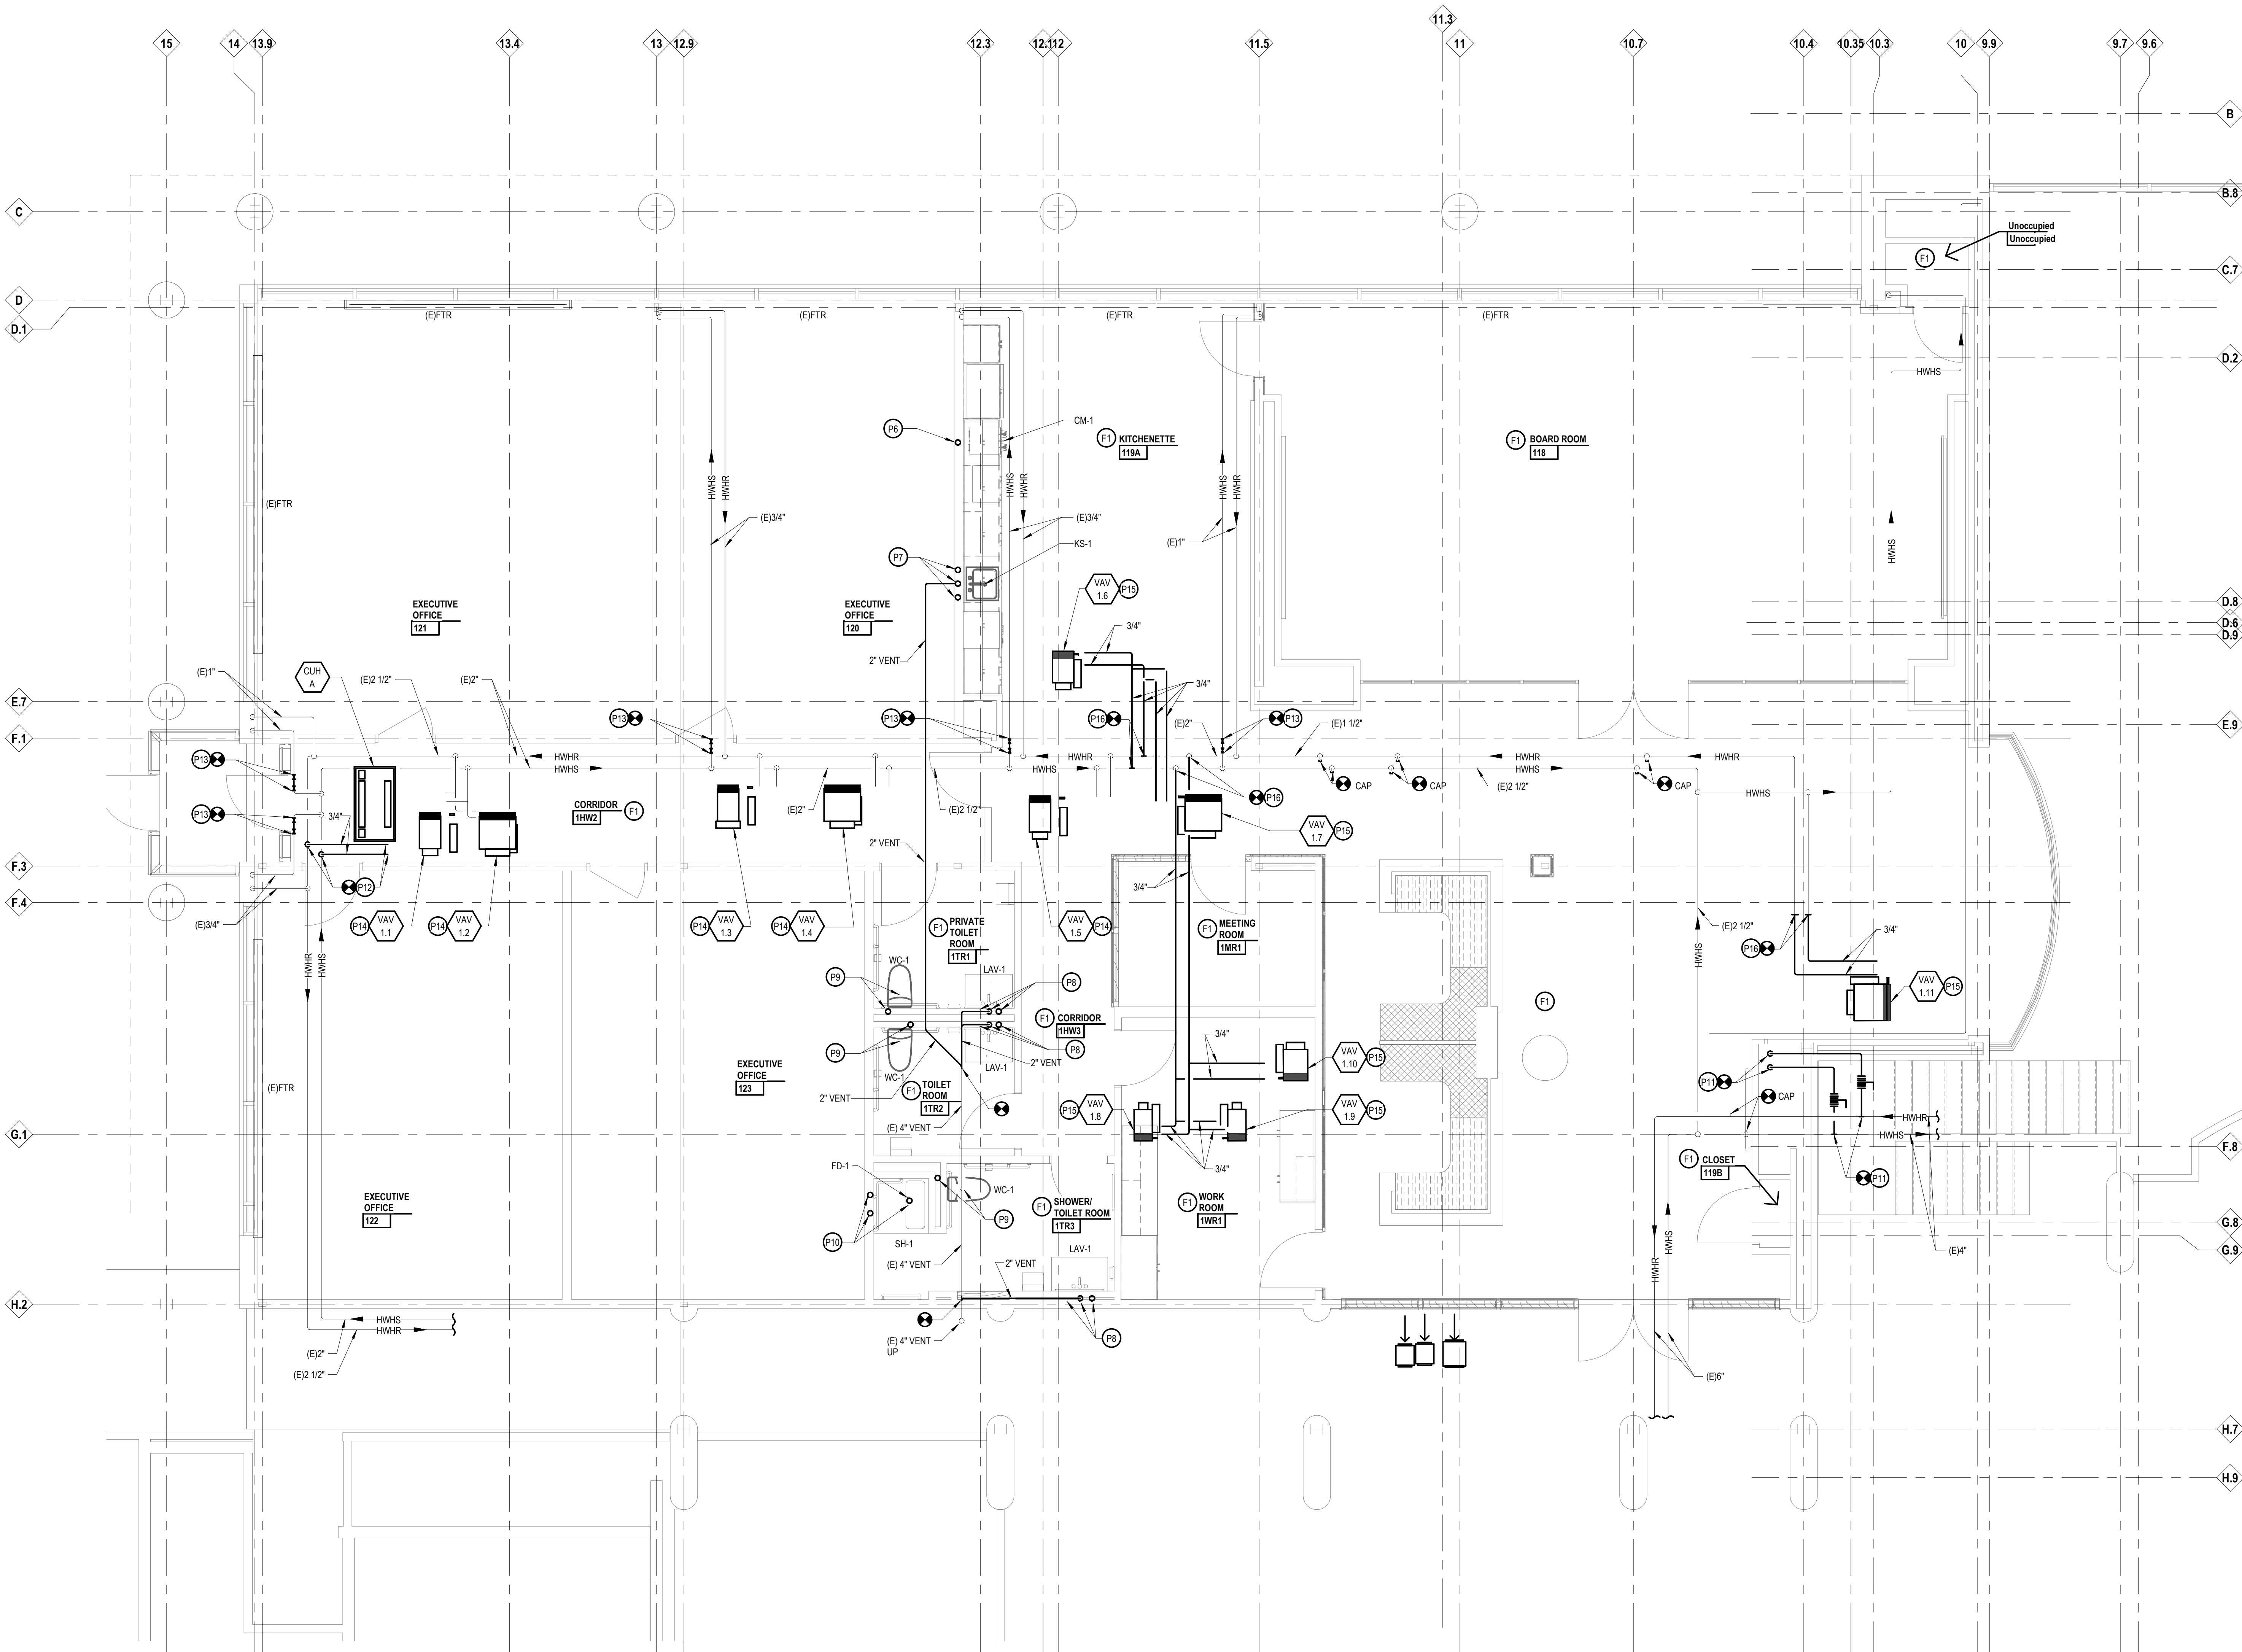 11.3
15
14
13.9
13.4
13
12.9
12.3
12
11.5
11
10.7
10.4
10.35
10.3
10
9.9
9.7
9.6
B
B.8
C
Unoccupied
Unoccupied
F1
C.7
D
D.1
(E)FTR
(E)FTR
(E)FTR
(E)FTR
D.2
HWHS
P6
CM-1
F1 KITCHENETTE
119A
F1 BOARD ROOM
118
(E)FTR
HWHS
HWHR
HWHS
HWHR
HWHS
HWHR
(E)3/4"
(E)3/4"
(E)1"
KS-1
HWHS
P7
VAV
1.6
P15
EXECUTIVE
OFFICE
121
EXECUTIVE
OFFICE
120
D.8
D.6
D.9
3/4"
2" VENT
(E)1"
CUH
A
(E)2 1/2"
(E)2"
3/4"
E.7
P13
P13
P16
(E)2"
P13
(E)1 1/2"
E.9
F.1
P13
HWHR
HWHS
HWHR
HWHS
HWHR
HWHS
HWHR
CAP
CAP
(E)2 1/2"
CAP
HWHS
P16
P13
3/4"
CORRIDOR
1HW2
F1
(E)2"
(E)2 1/2"
VAV
1.7
P15
2" VENT
F.3
P12
3/4"
F.4
(E)3/4"
P14
VAV
1.1
P14
VAV
1.2
P14
VAV
1.3
P14
VAV
1.4
F1 PRIVATE
TOILET
ROOM
1TR1
VAV
1.5
P14
F1 MEETING
ROOM
1MR1
(E)2 1/2"
P16
3/4"
HWHS
HWHR
HWHS
WC-1
LAV-1
P9
P8
VAV
1.11
P15
F1
F1 CORRIDOR
1HW3
P9
P8
3/4"
EXECUTIVE
OFFICE
123
2" VENT
VAV
1.10
P15
(E)FTR
WC-1
LAV-1
F1 TOILET
ROOM
1TR2
2" VENT
P11
CAP
P15
VAV
1.8
VAV
1.9
P15
(E) 4" VENT
HWHR
HWHS
G.1
F.8
FD-1
3/4"
F1 CLOSET
119B
P11
EXECUTIVE
OFFICE
122
WC-1
F1 SHOWER/
TOILET ROOM
1TR3
F1 WORK
ROOM
1WR1
P9
P10
SH-1
LAV-1
G.8
G.9
(E)4"
HWHR
HWHS
(E) 4" VENT
2" VENT
H.2
HWHS
HWHR
P8
(E) 4" VENT
UP
(E)2"
(E)2 1/2"
(E)6"
H.7
H.9